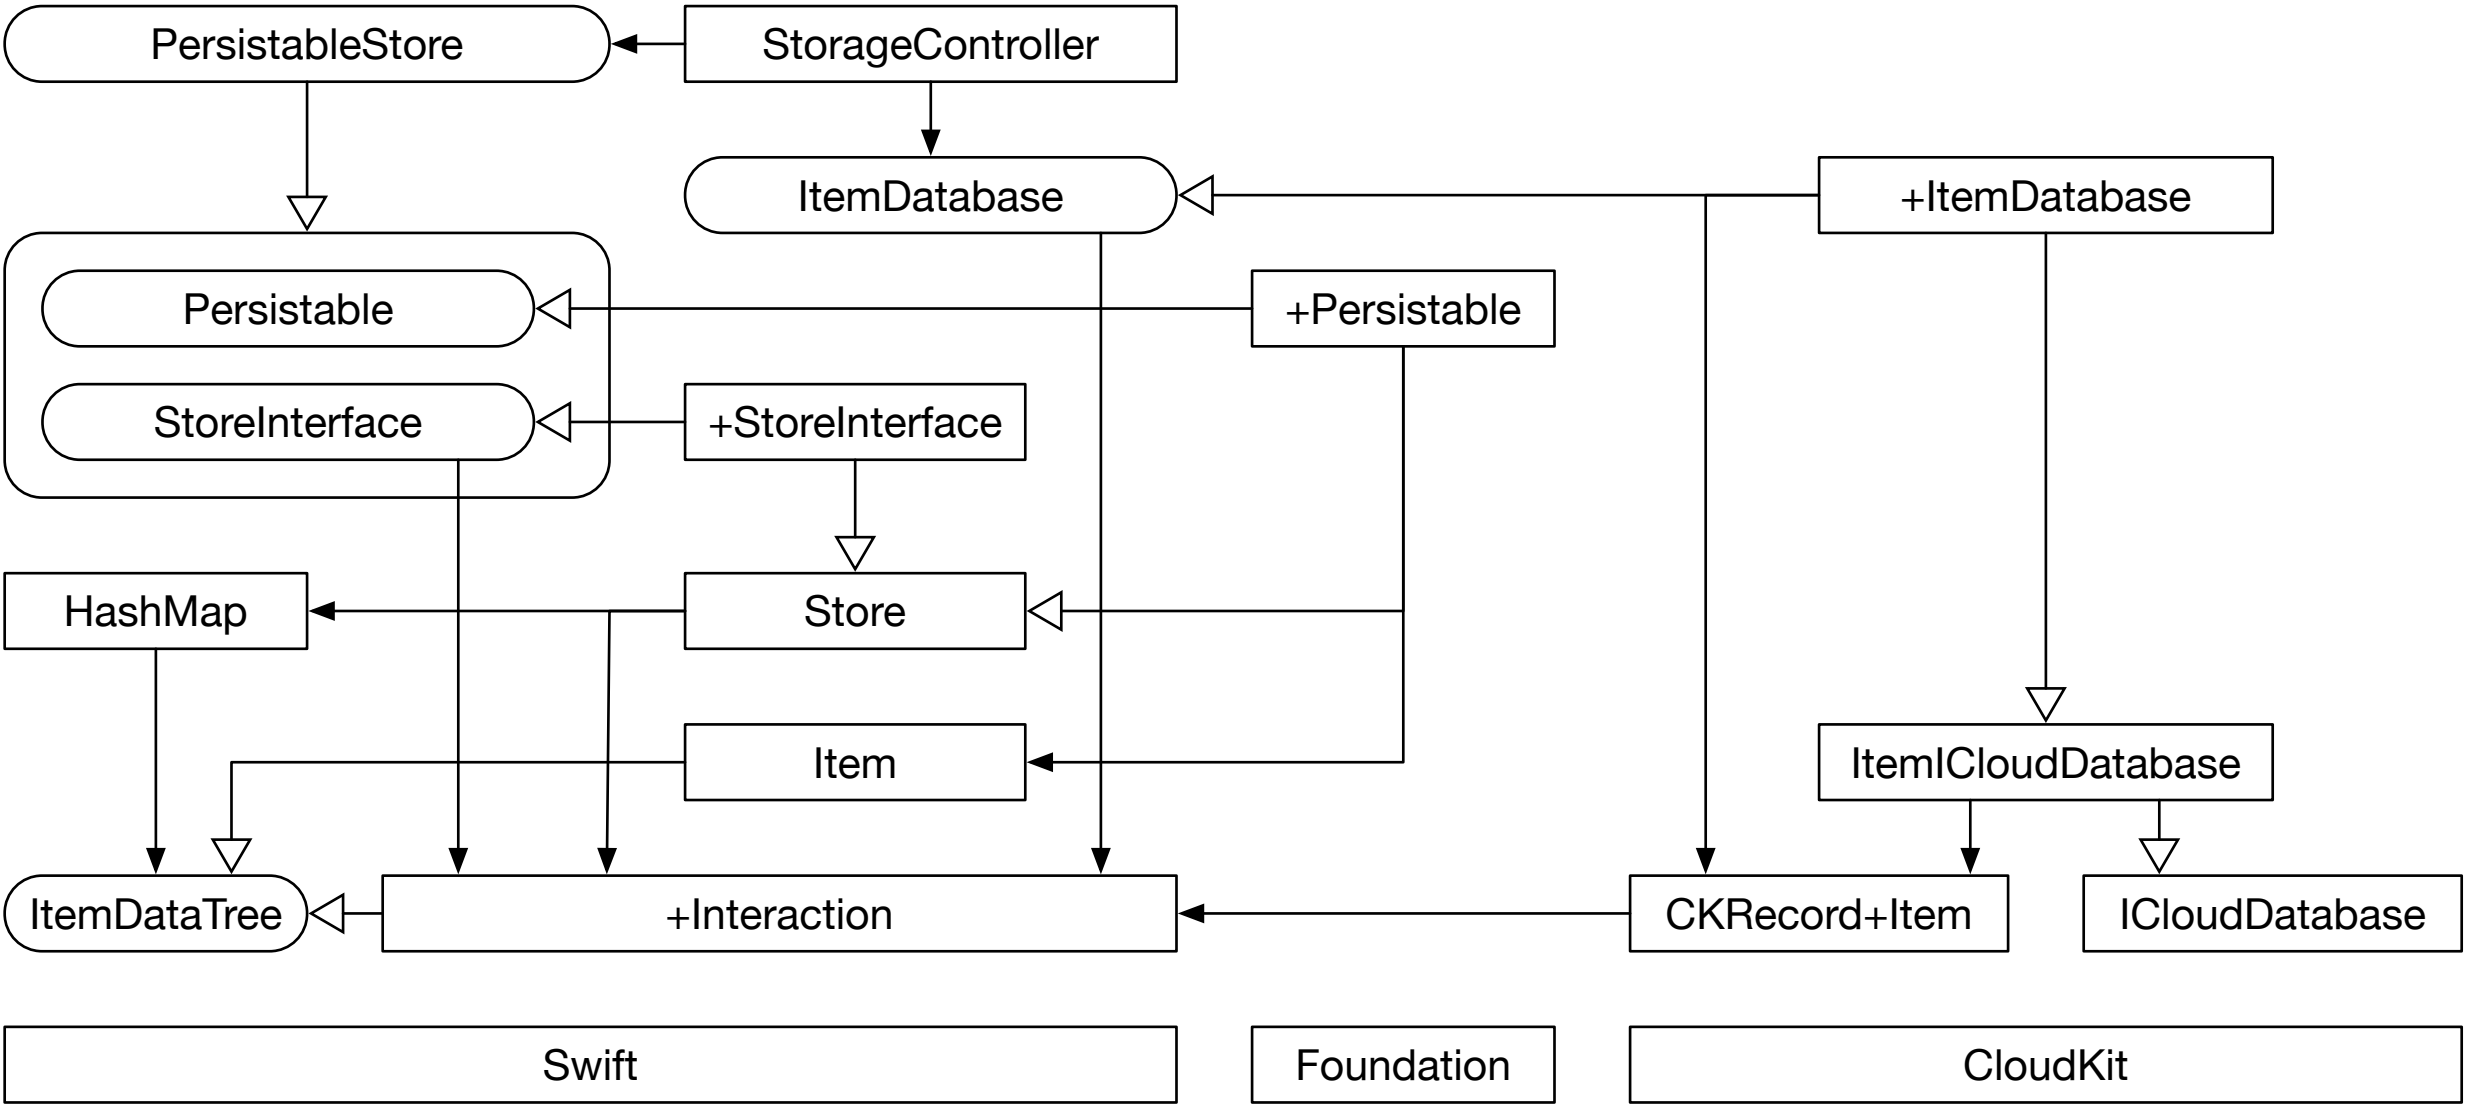 PersistableStore
StorageController
ItemDatabase
+ItemDatabase
Persistable
+Persistable
StoreInterface
+StoreInterface
HashMap
Store
Item
ItemICloudDatabase
ItemDataTree
+Interaction
CKRecord+Item
ICloudDatabase
Swift
Foundation
CloudKit